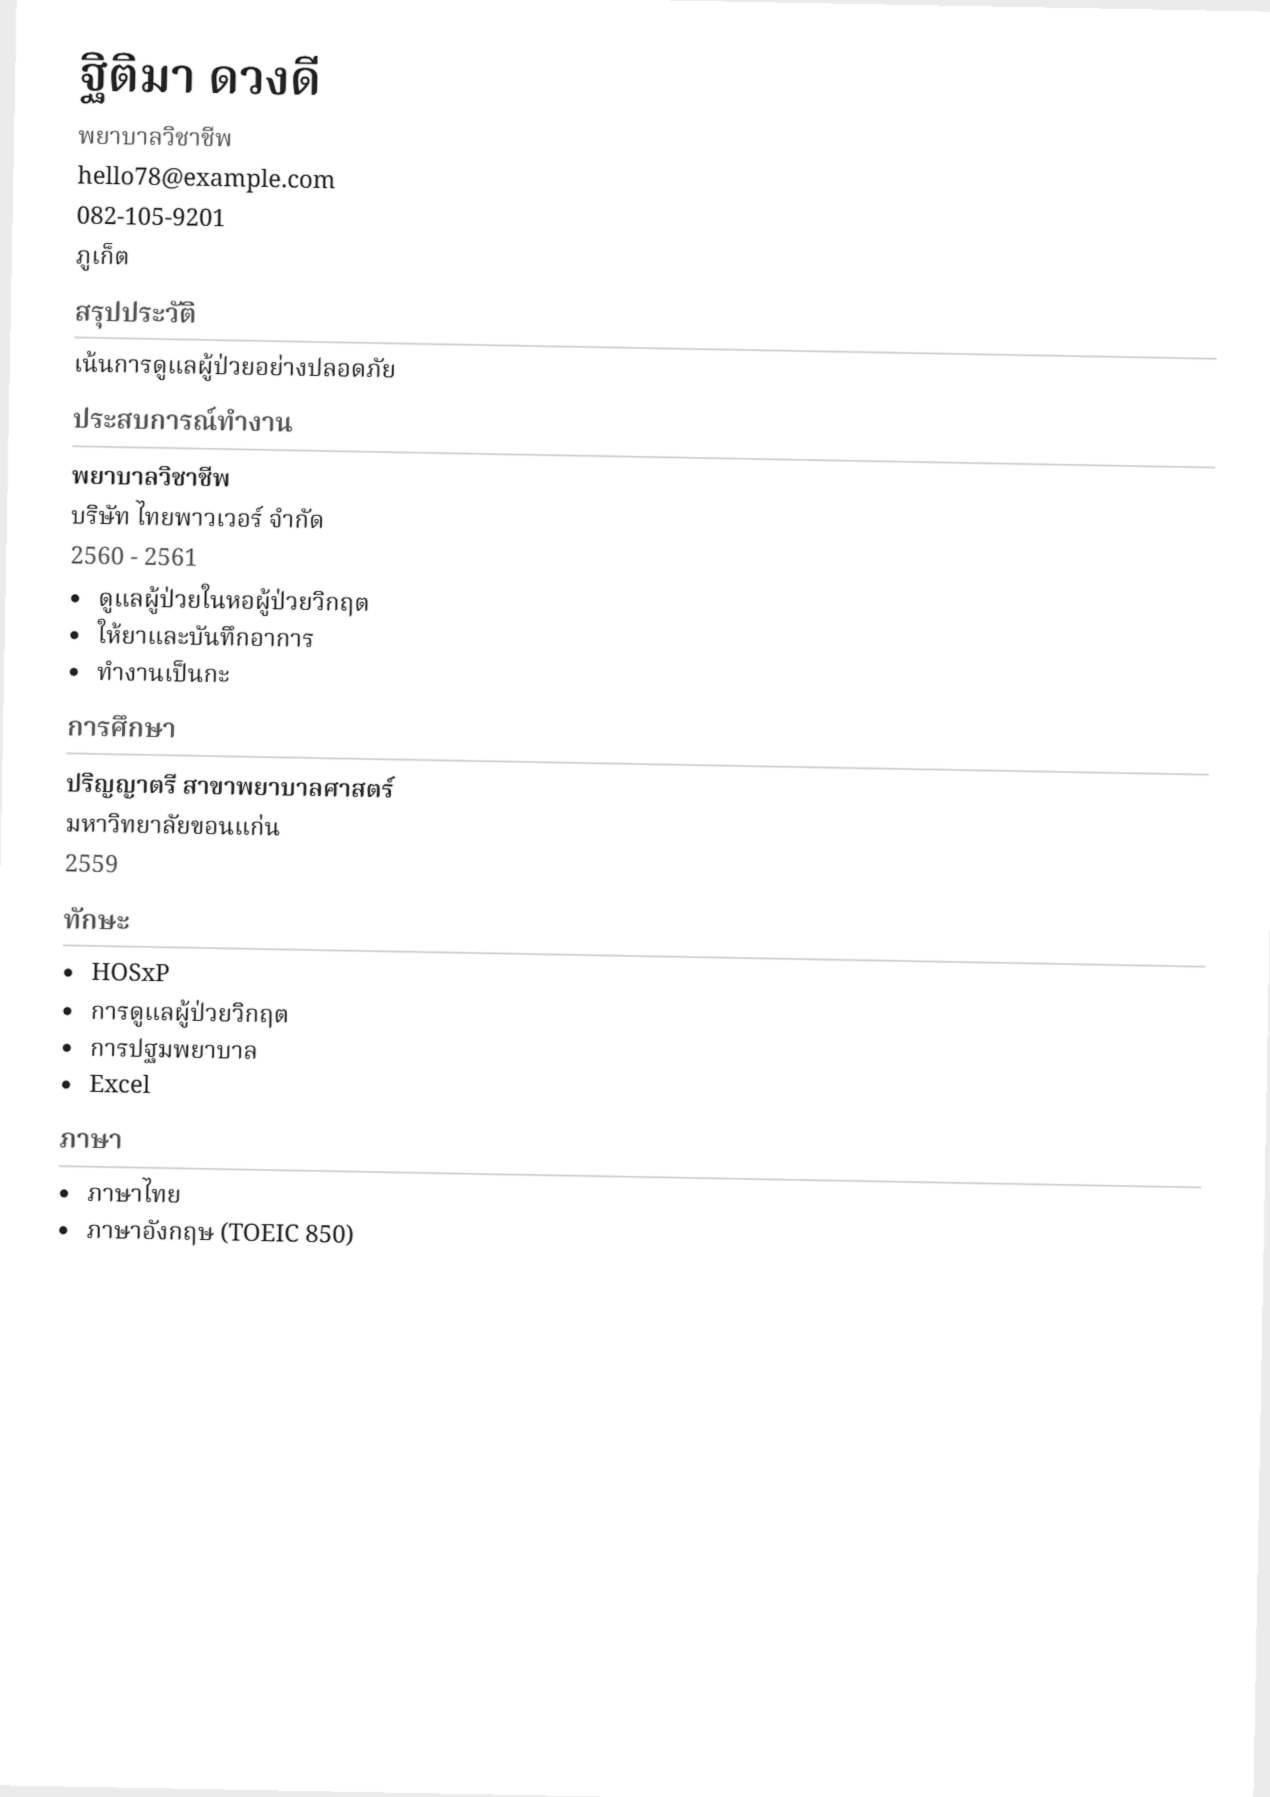 ฐิติมา ดวงดี
พยาบาลวิชาชีพ
hello78@example.com
082-105-9201
ภูเก็ต
สรุปประวัติ
เน้นการดูแลผู้ป่วยอย่างปลอดภัย
ประสบการณ์ทำงาน
พยาบาลวิชาชีพ
บริษัท ไทยพาวเวอร์ จำกัด
2560 - 2561
• ดูแลผู้ป่วยในหอผู้ป่วยวิกฤต
• ให้ยาและบันทึกอาการ
• ทำงานเป็นกะ
การศึกษา
ปริญญาตรี สาขาพยาบาลศาสตร์
มหาวิทยาลัยขอนแก่น
2559
ทักษะ
• HOSxP
• การดูแลผู้ป่วยวิกฤต
• การปฐมพยาบาล
• Excel
ภาษา
• ภาษาไทย
• ภาษาอังกฤษ (TOEIC 850)